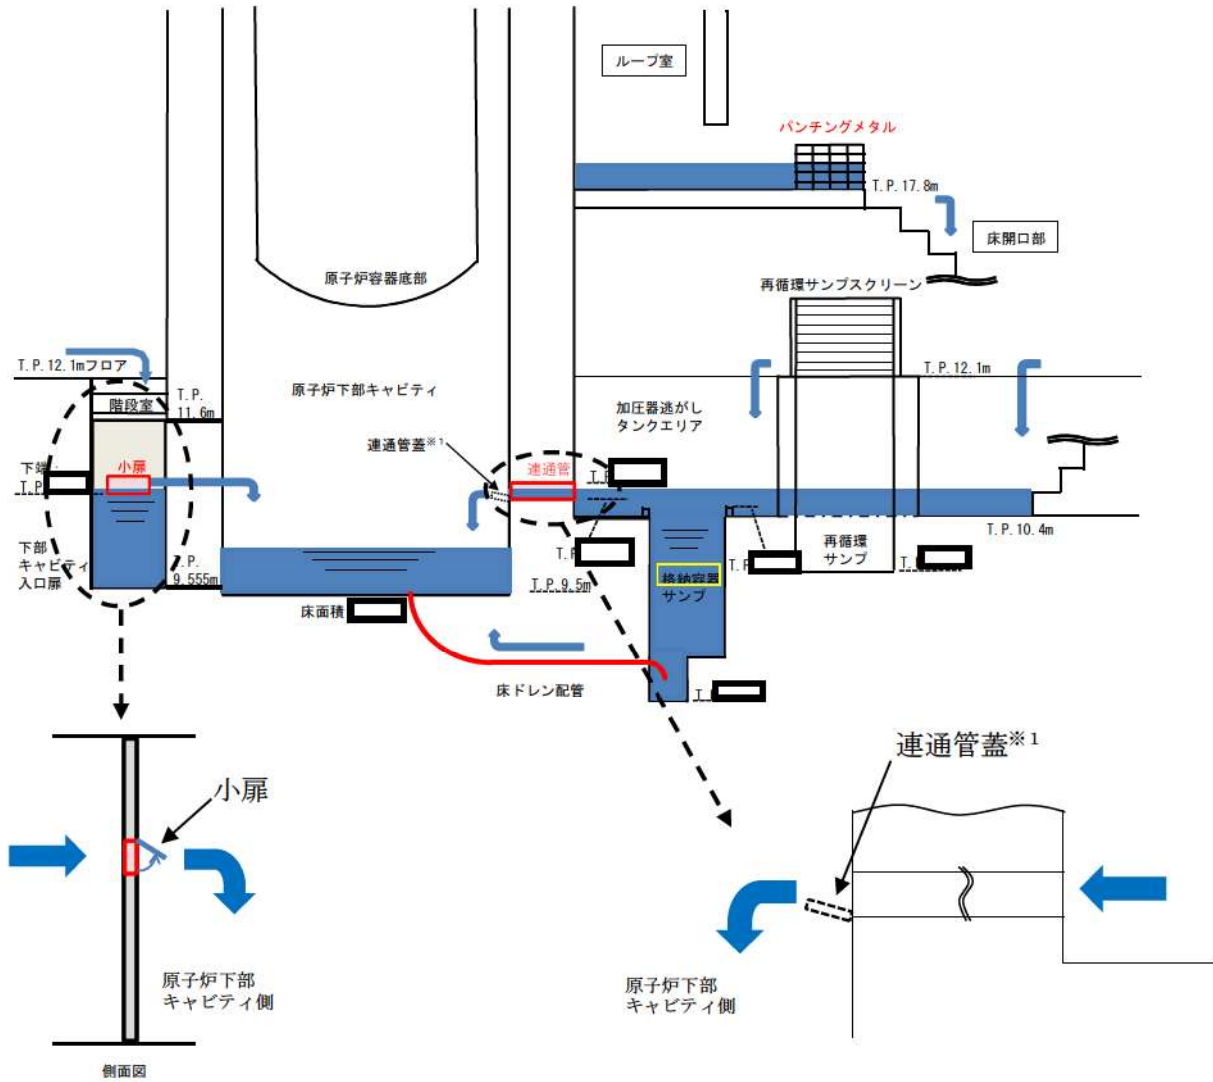 ループ室
パンチングメタル
T.P.17.8m
床開口部
原子炉容器底部
再循環サンプスクリーン
T.P.12.1mフロア
T.P.12.1m
T.P.
11.6m
階段室
原子炉下部キャビティ
加圧器逃がし
タンクエリア
連通管蓋※1
連通管
小扉
下端
T.P.
T.P.
T.P.10.4m
下部
キャビティ
入口扉
T.P.
9.555m
T.P.
T.P.9.5m
T.P.
格納容器
サンプ
再循環
サンプ
床面積
床ドレン配管
小扉
連通管蓋※1
原子炉下部
キャビティ側
原子炉下部
キャビティ側
側面図